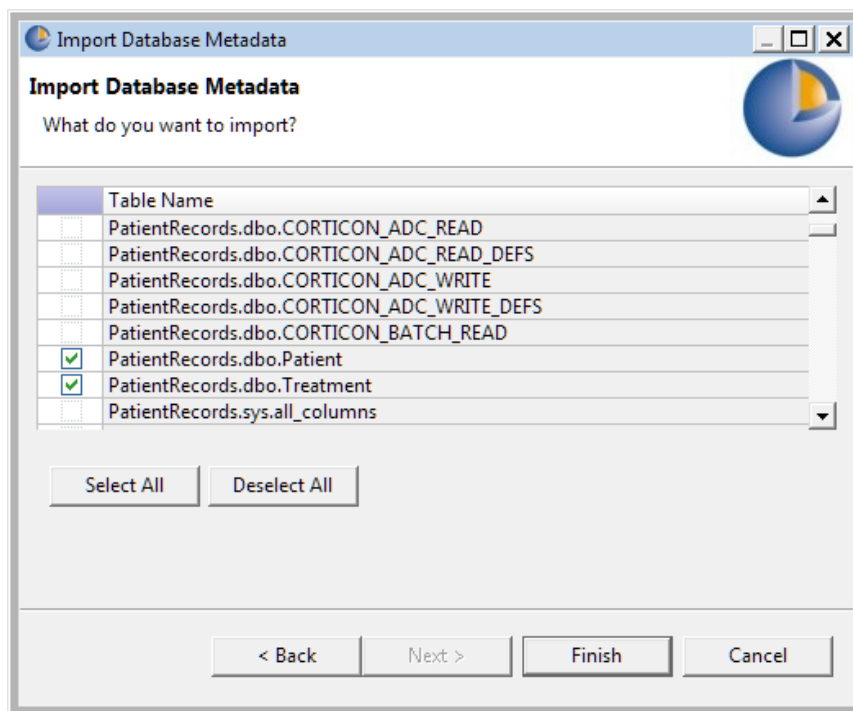 Import Database Metadata
Import Database Metadata
What do you want to import?
Table Name
PatientRecords.dbo.CORTICON_ADC_READ
PatientRecords.dbo.CORTICON_ADC_READ_DEFS
PatientRecords.dbo.CORTICON_ADC_WRITE
PatientRecords.dbo.CORTICON_ADC_WRITE_DEFS
PatientRecords.dbo.CORTICON_BATCH_READ
PatientRecords.dbo.Patient
PatientRecords.dbo.Treatment
PatientRecords.sys.all_columns
Select All Deselect All
< Back Next > Finish Cancel